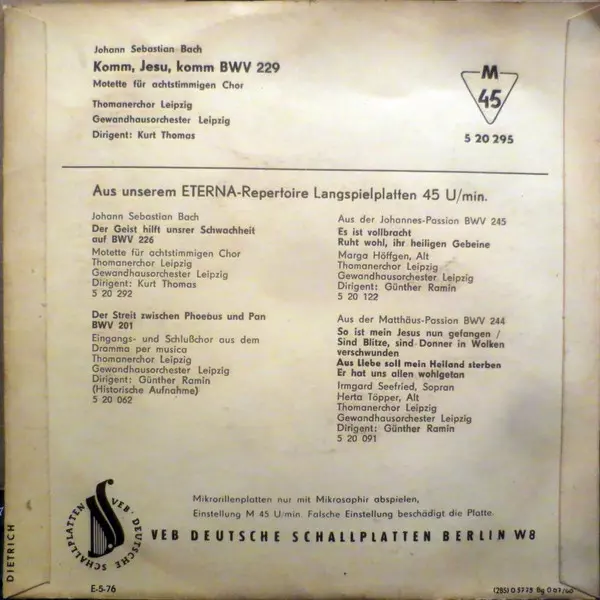 Johann Sebastian Bach
Komm, Jesu, komm BWV 229
Motette für achtstimmigen Chor
Thomanerchor Leipzig
Gewandhausorchester Leipzig
Dirigent: Kurt Thomas
M
45
5 20 295
Aus unserem ETERNA-Repertoire Langspielplatten 45 U/min.
Johann Sebastian Bach
Der Geist hilft unsrer Schwachheit
auf BWV 226
Motette für achtstimmigen Chor
Thomanerchor Leipzig
Gewandhausorchester Leipzig
Dirigent: Kurt Thomas
5 20 292
Der Streit zwischen Phoebus und Pan
BWV 201
Eingangs- und Schlußchor aus dem
Dramma per musica
Thomanerchor Leipzig
Gewandhausorchester Leipzig
Dirigent: Günther Ramin
(Historische Aufnahme)
5 20 062
Aus der Johannes-Passion BWV 245
Es ist vollbracht
Ruht wohl, ihr heiligen Gebeine
Marga Höffgen, Alt
Thomanerchor Leipzig
Gewandhausorchester Leipzig
Dirigent: Günther Ramin
5 20 122
Aus der Matthäus-Passion BWV 244
So ist mein Jesus nun gefangen /
Sind Blitze, sind Donner in Wolken
verschwunden
Aus Liebe soll mein Heiland sterben
Er hat uns allen wohlgetan
Irmgard Seefried, Sopran
Herta Töpper, Alt
Thomanerchor Leipzig
Gewandhausorchester Leipzig
Dirigent: Günther Ramin
5 20 091
Mikrorillenplatten nur mit Mikrosaphir abspielen,
Einstellung M 45 U/min. Falsche Einstellung beschädigt die Platte.
VEB · DEUTSCHE SCHALLPLATTEN
VEB DEUTSCHE SCHALLPLATTEN BERLIN W8
DIETRICH
E-5-76